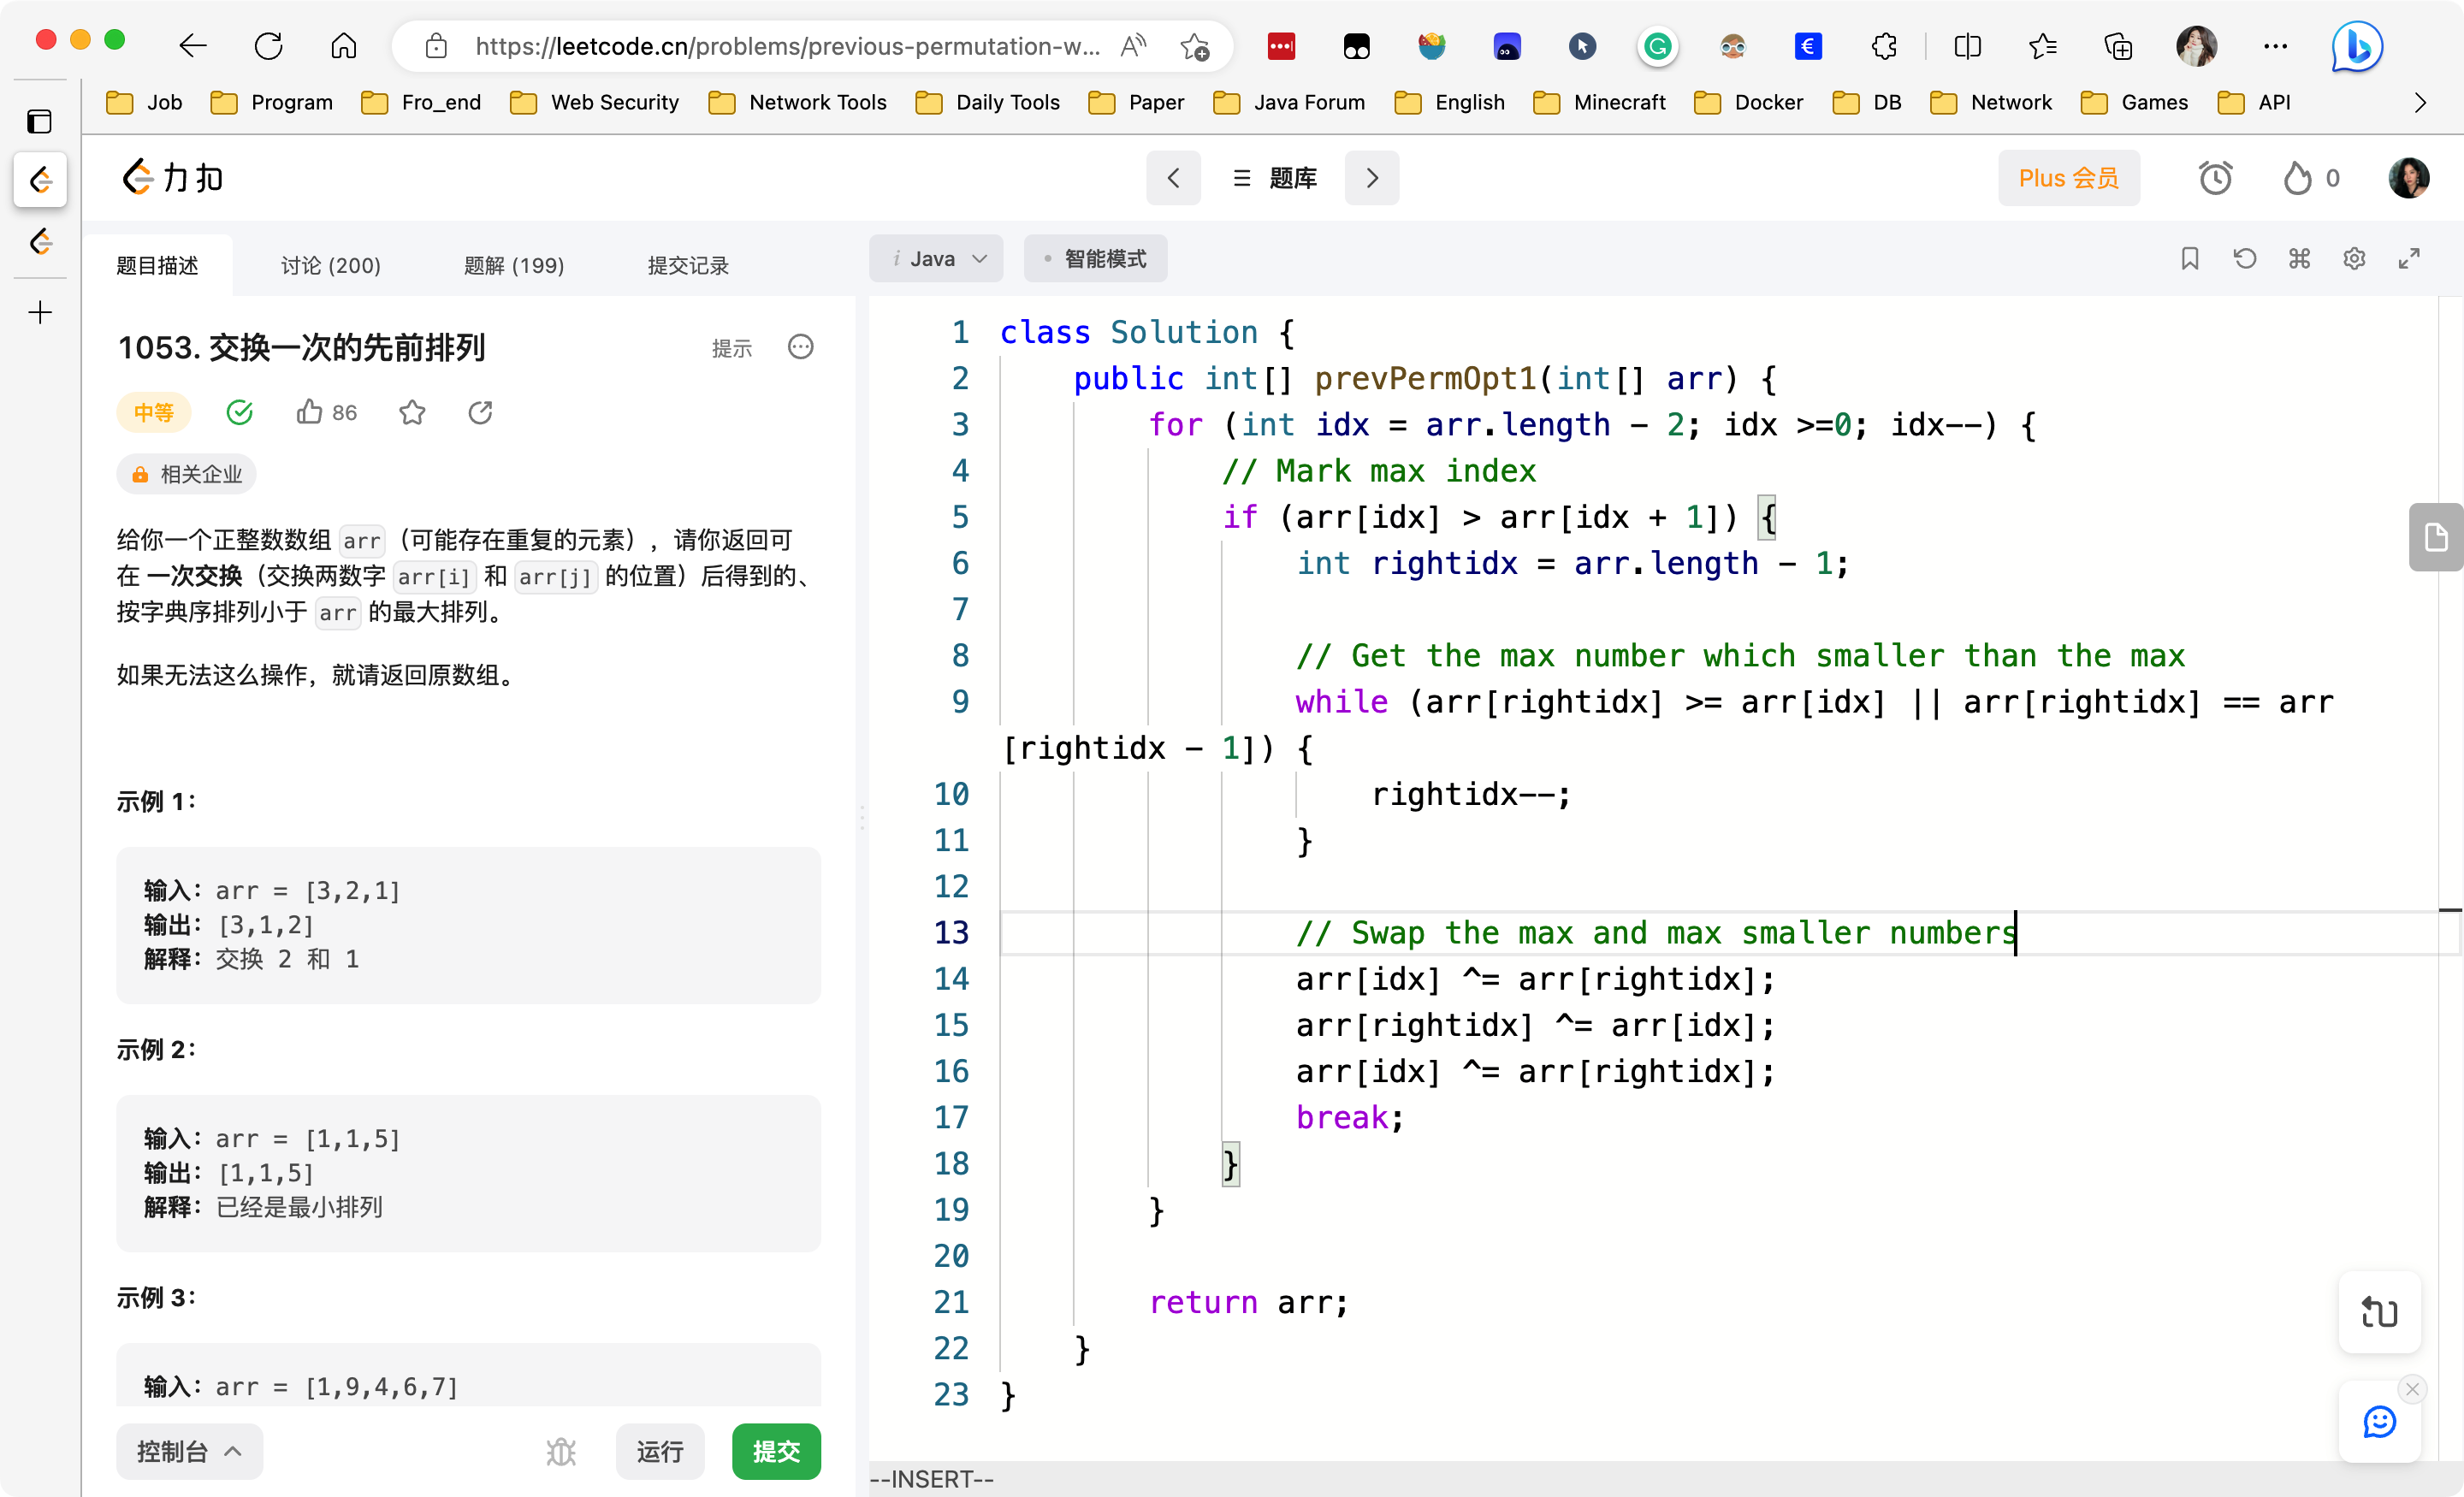 https://leetcode.cn/problems/previous-permutation-w...
Job Program Fro_end Web Security Network Tools Daily Tools Paper Java Forum English Minecraft Docker DB Network Games API
力扣
题库
Plus 会员
0
题目描述 讨论 (200) 题解 (199) 提交记录
1053. 交换一次的先前排列
提示
中等
86
相关企业
给你一个正整数数组 arr（可能存在重复的元素），请你返回可
在 一次交换（交换两数字 arr[i] 和 arr[j] 的位置）后得到的、
按字典序排列小于 arr 的最大排列。
如果无法这么操作，就请返回原数组。
示例 1：
输入：arr = [3,2,1]
输出：[3,1,2]
解释：交换 2 和 1
示例 2：
输入：arr = [1,1,5]
输出：[1,1,5]
解释：已经是最小排列
示例 3：
输入：arr = [1,9,4,6,7]
控制台
运行
提交
i Java
智能模式
1 class Solution {
2 public int[] prevPermOpt1(int[] arr) {
3 for (int idx = arr.length - 2; idx >=0; idx--) {
4 // Mark max index
5 if (arr[idx] > arr[idx + 1]) {
6 int rightidx = arr.length - 1;
7
8 // Get the max number which smaller than the max
9 while (arr[rightidx] >= arr[idx] || arr[rightidx] == arr
[rightidx - 1]) {
10 rightidx--;
11 }
12
13 // Swap the max and max smaller numbers
14 arr[idx] ^= arr[rightidx];
15 arr[rightidx] ^= arr[idx];
16 arr[idx] ^= arr[rightidx];
17 break;
18 }
19 }
20
21 return arr;
22 }
23 }
--INSERT--